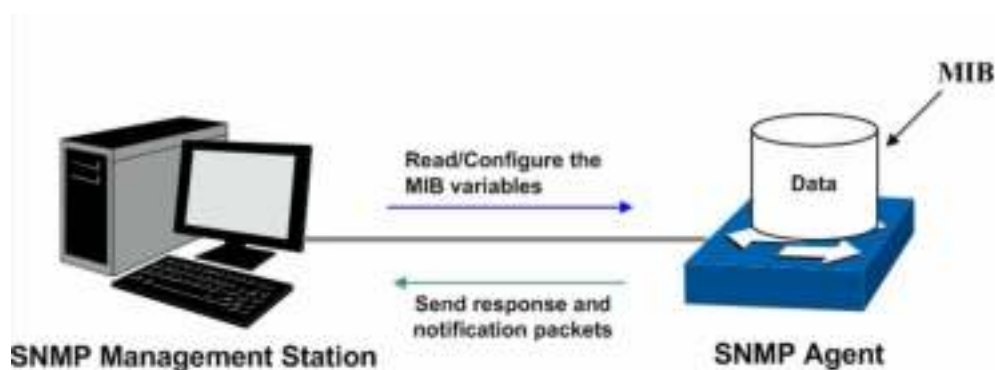 MIB
Read/Configure the
MIB variables
Data
Send response and
notification packets
SNMP Management Station
SNMP Agent